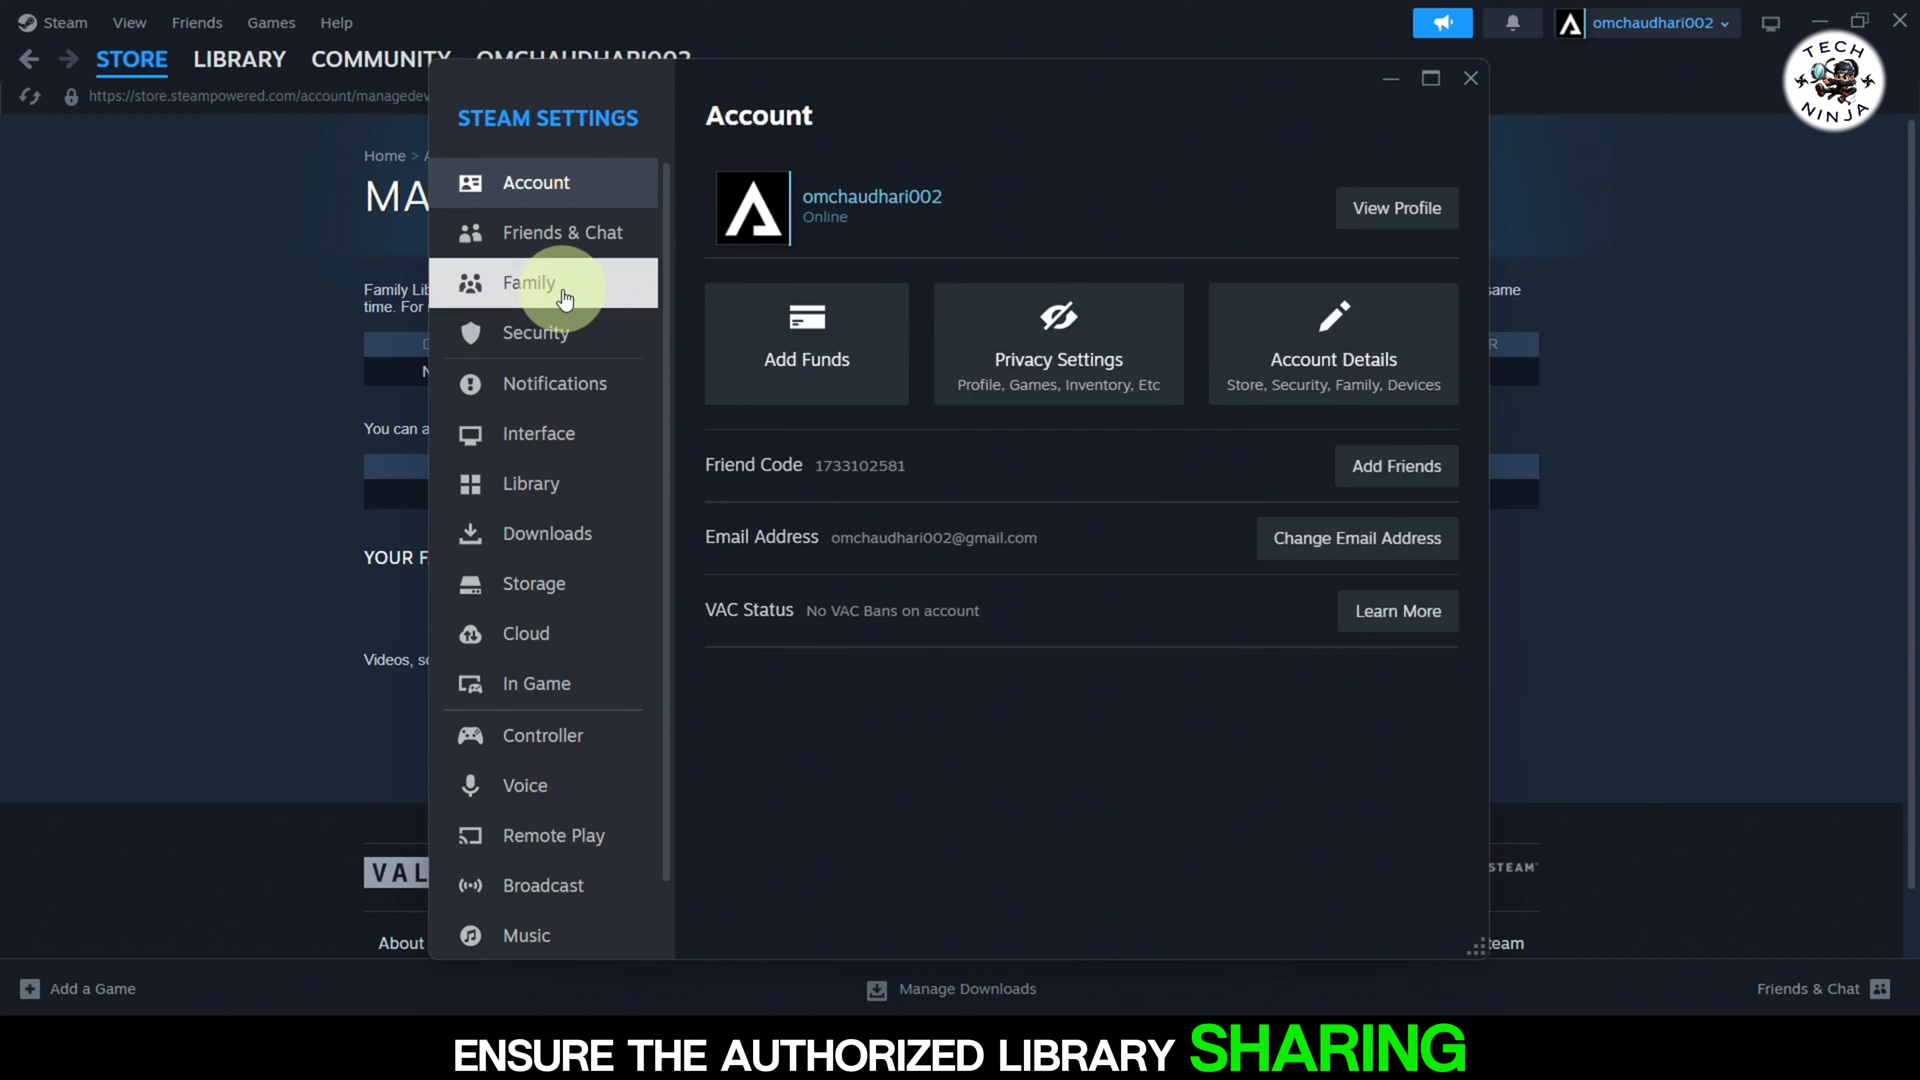 Steam View Friends Games Help
omchaudhari002
STORE LIBRARY COMMUNITY OMCHAUDHARI002
TECH
NINJA
https://store.steampowered.com/account/managedev
STEAM SETTINGS
Account
Friends & Chat
Family
Security
Notifications
Interface
Library
Downloads
Storage
Cloud
In Game
Controller
Voice
Remote Play
Broadcast
Music
Account
omchaudhari002
Online
View Profile
Add Funds
Privacy Settings
Profile, Games, Inventory, Etc
Account Details
Store, Security, Family, Devices
Friend Code 1733102581
Add Friends
Email Address omchaudhari002@gmail.com
Change Email Address
VAC Status No VAC Bans on account
Learn More
Home >
MA
Family Lib
ame
time. For
R
You can a
YOUR F
Videos, so
VAL
STEAM
About
team
Add a Game
Manage Downloads
Friends & Chat
ENSURE THE AUTHORIZED LIBRARY SHARING